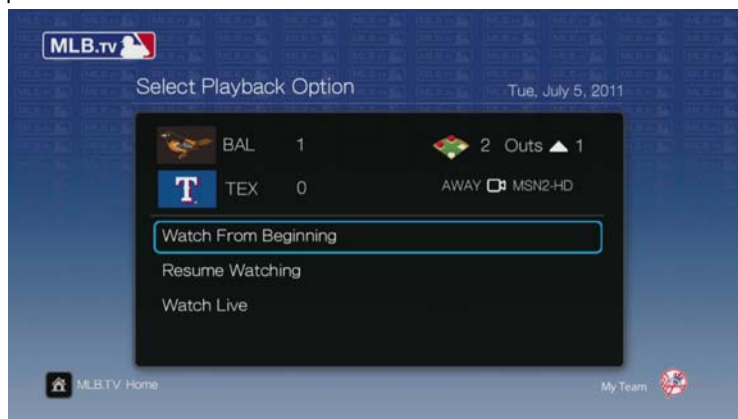 MLB.TV
Select Playback Option
Tue, July 5, 2011
BAL 1 2 Outs 1
T TEX 0 AWAY MSN2-HD
Watch From Beginning
Resume Watching
Watch Live
MLB.TV Home
My Team